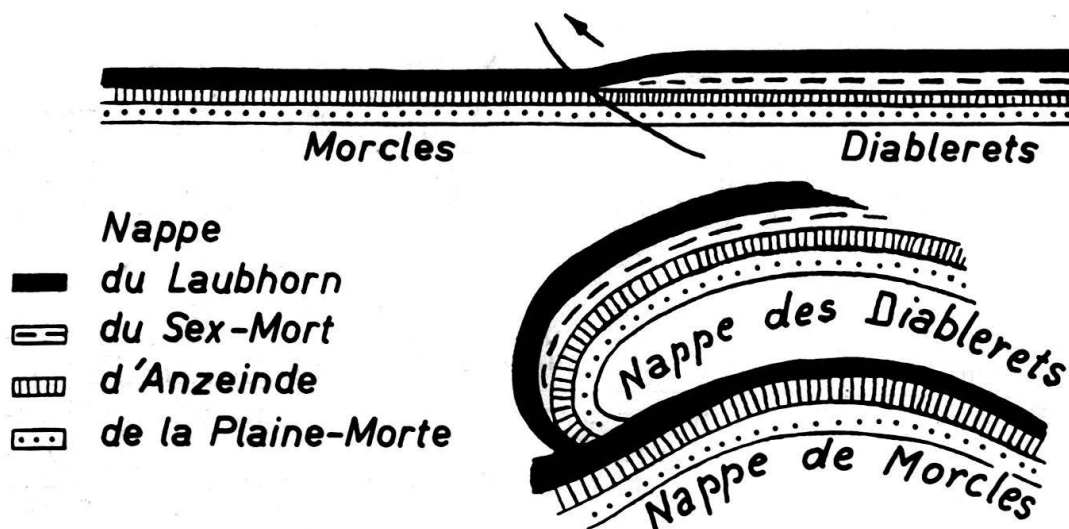 Morcles
Diablerets
Nappe
du Laubhorn
du Sex-Mort
d'Anzeinde
de la Plaine-Morte
Nappe des Diablerets
Nappe de Morcles